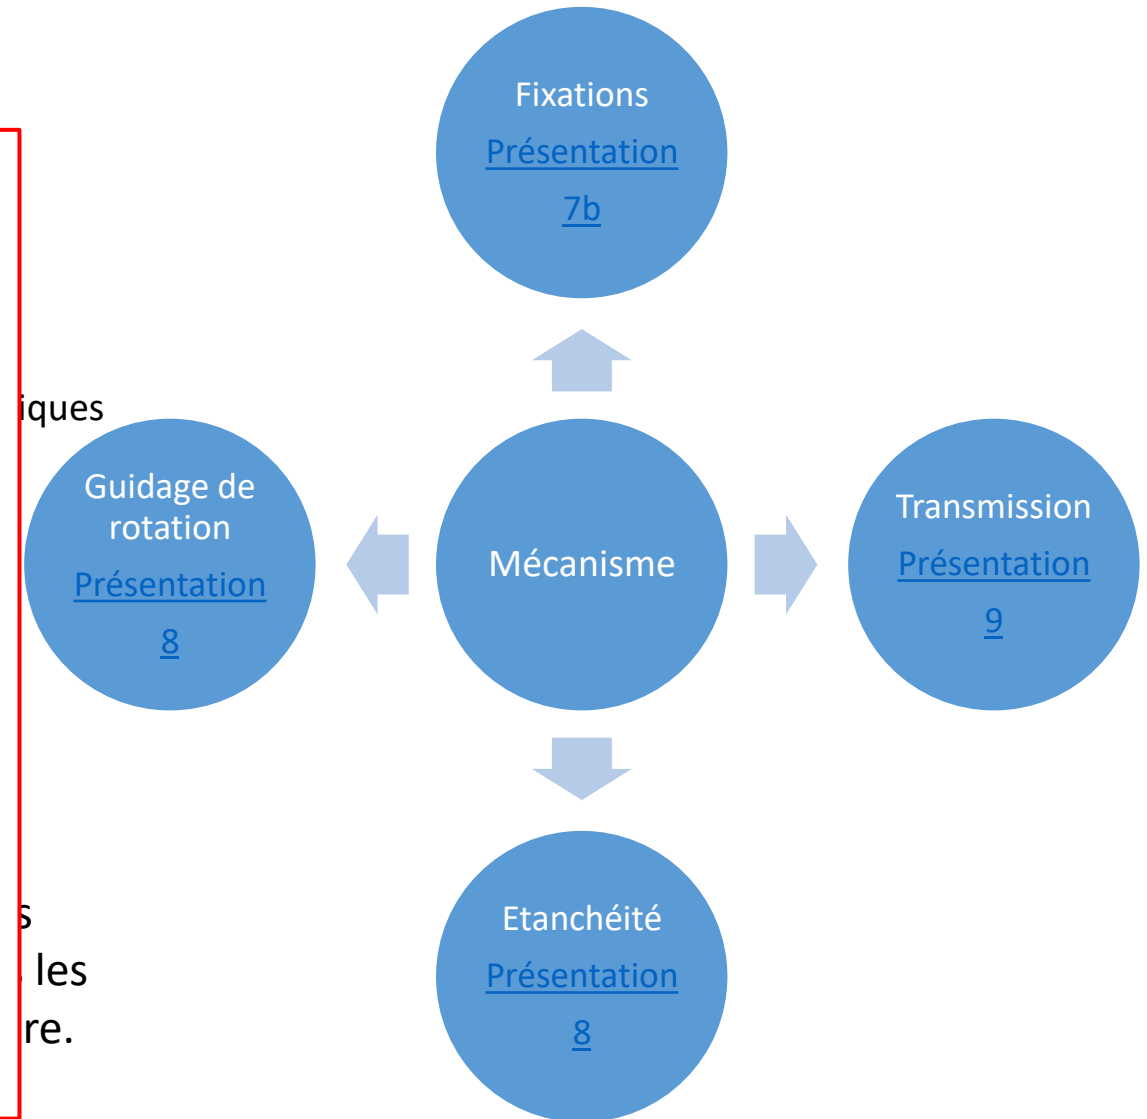 Fixations
Présentation
7b
iques
Guidage de
rotation
Présentation
8
Mécanisme
Transmission
Présentation
9
s
les
re.
Etanchéité
Présentation
8